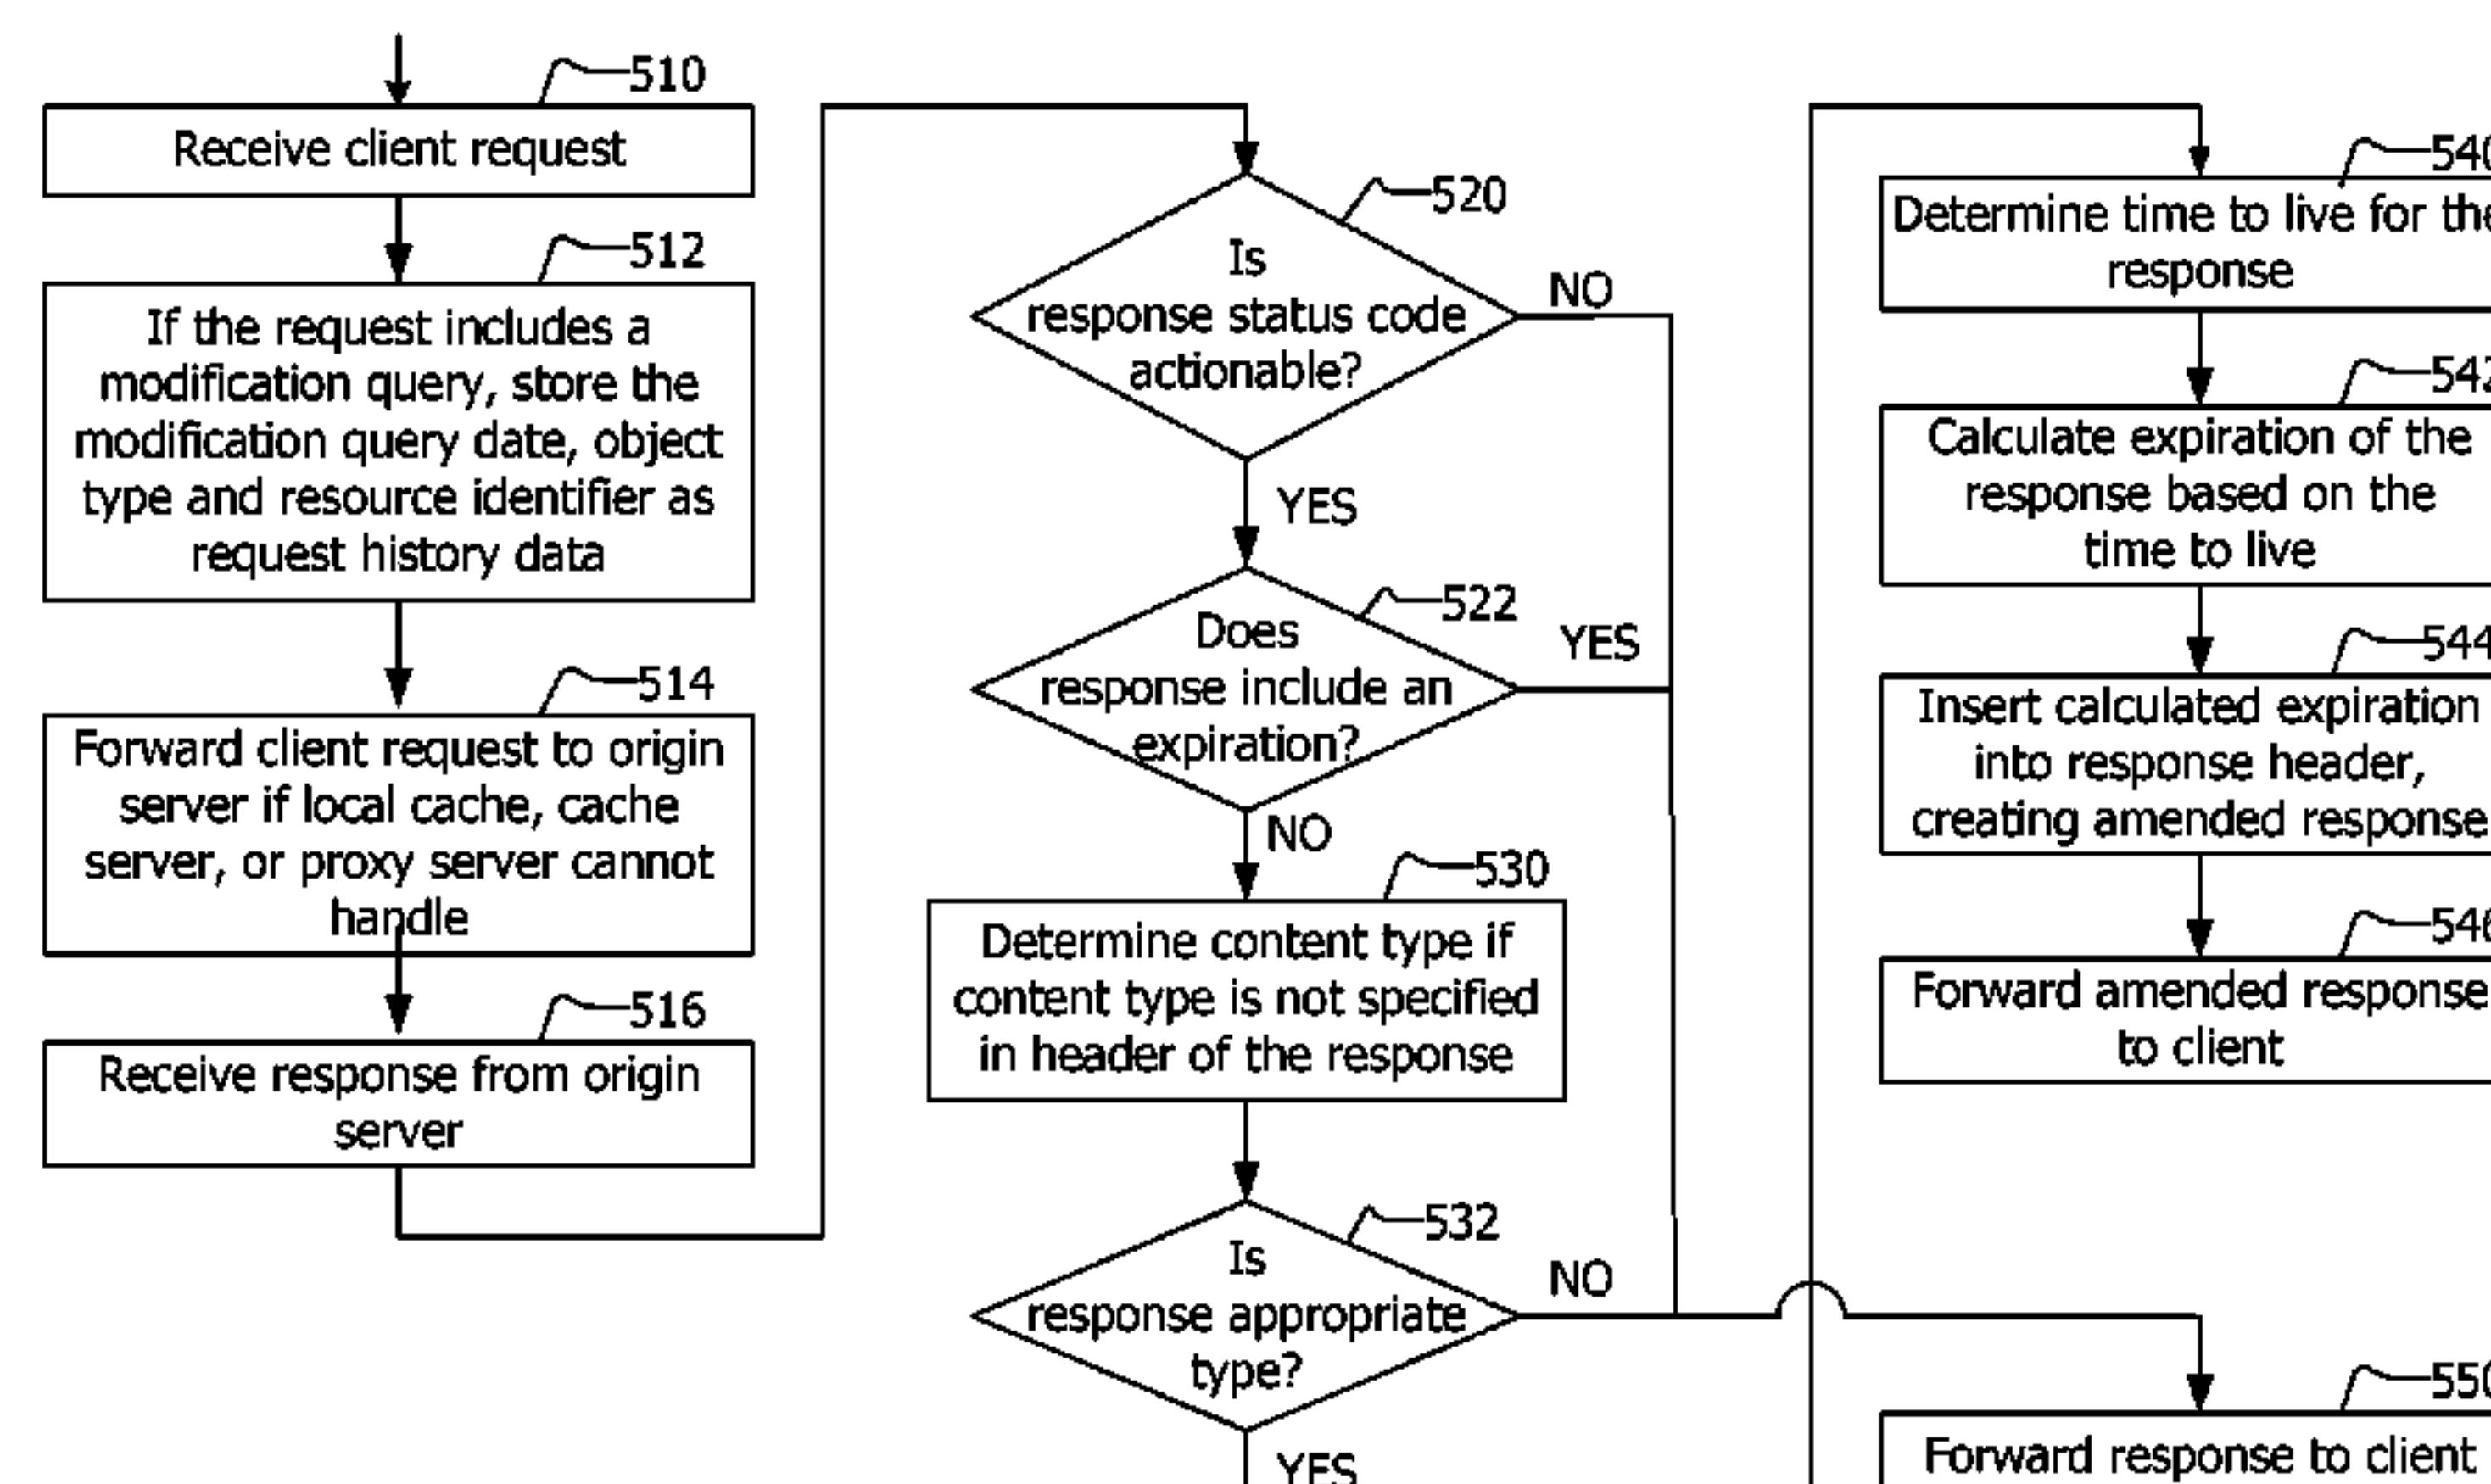 510
Receive client request
512
If the request includes a
modification query, store the
modification query date, object
type and resource identifier as
request history data
514
Forward client request to origin
server if local cache, cache
server, or proxy server cannot
handle
516
Receive response from origin
server
520
Is
response status code
actionable?
NO
YES
522
Does
response include an
expiration?
YES
NO
530
Determine content type if
content type is not specified
in header of the response
532
Is
response appropriate
type?
NO
YES
540
Determine time to live for the
response
542
Calculate expiration of the
response based on the
time to live
544
Insert calculated expiration
into response header,
creating amended response
546
Forward amended response
to client
550
Forward response to client